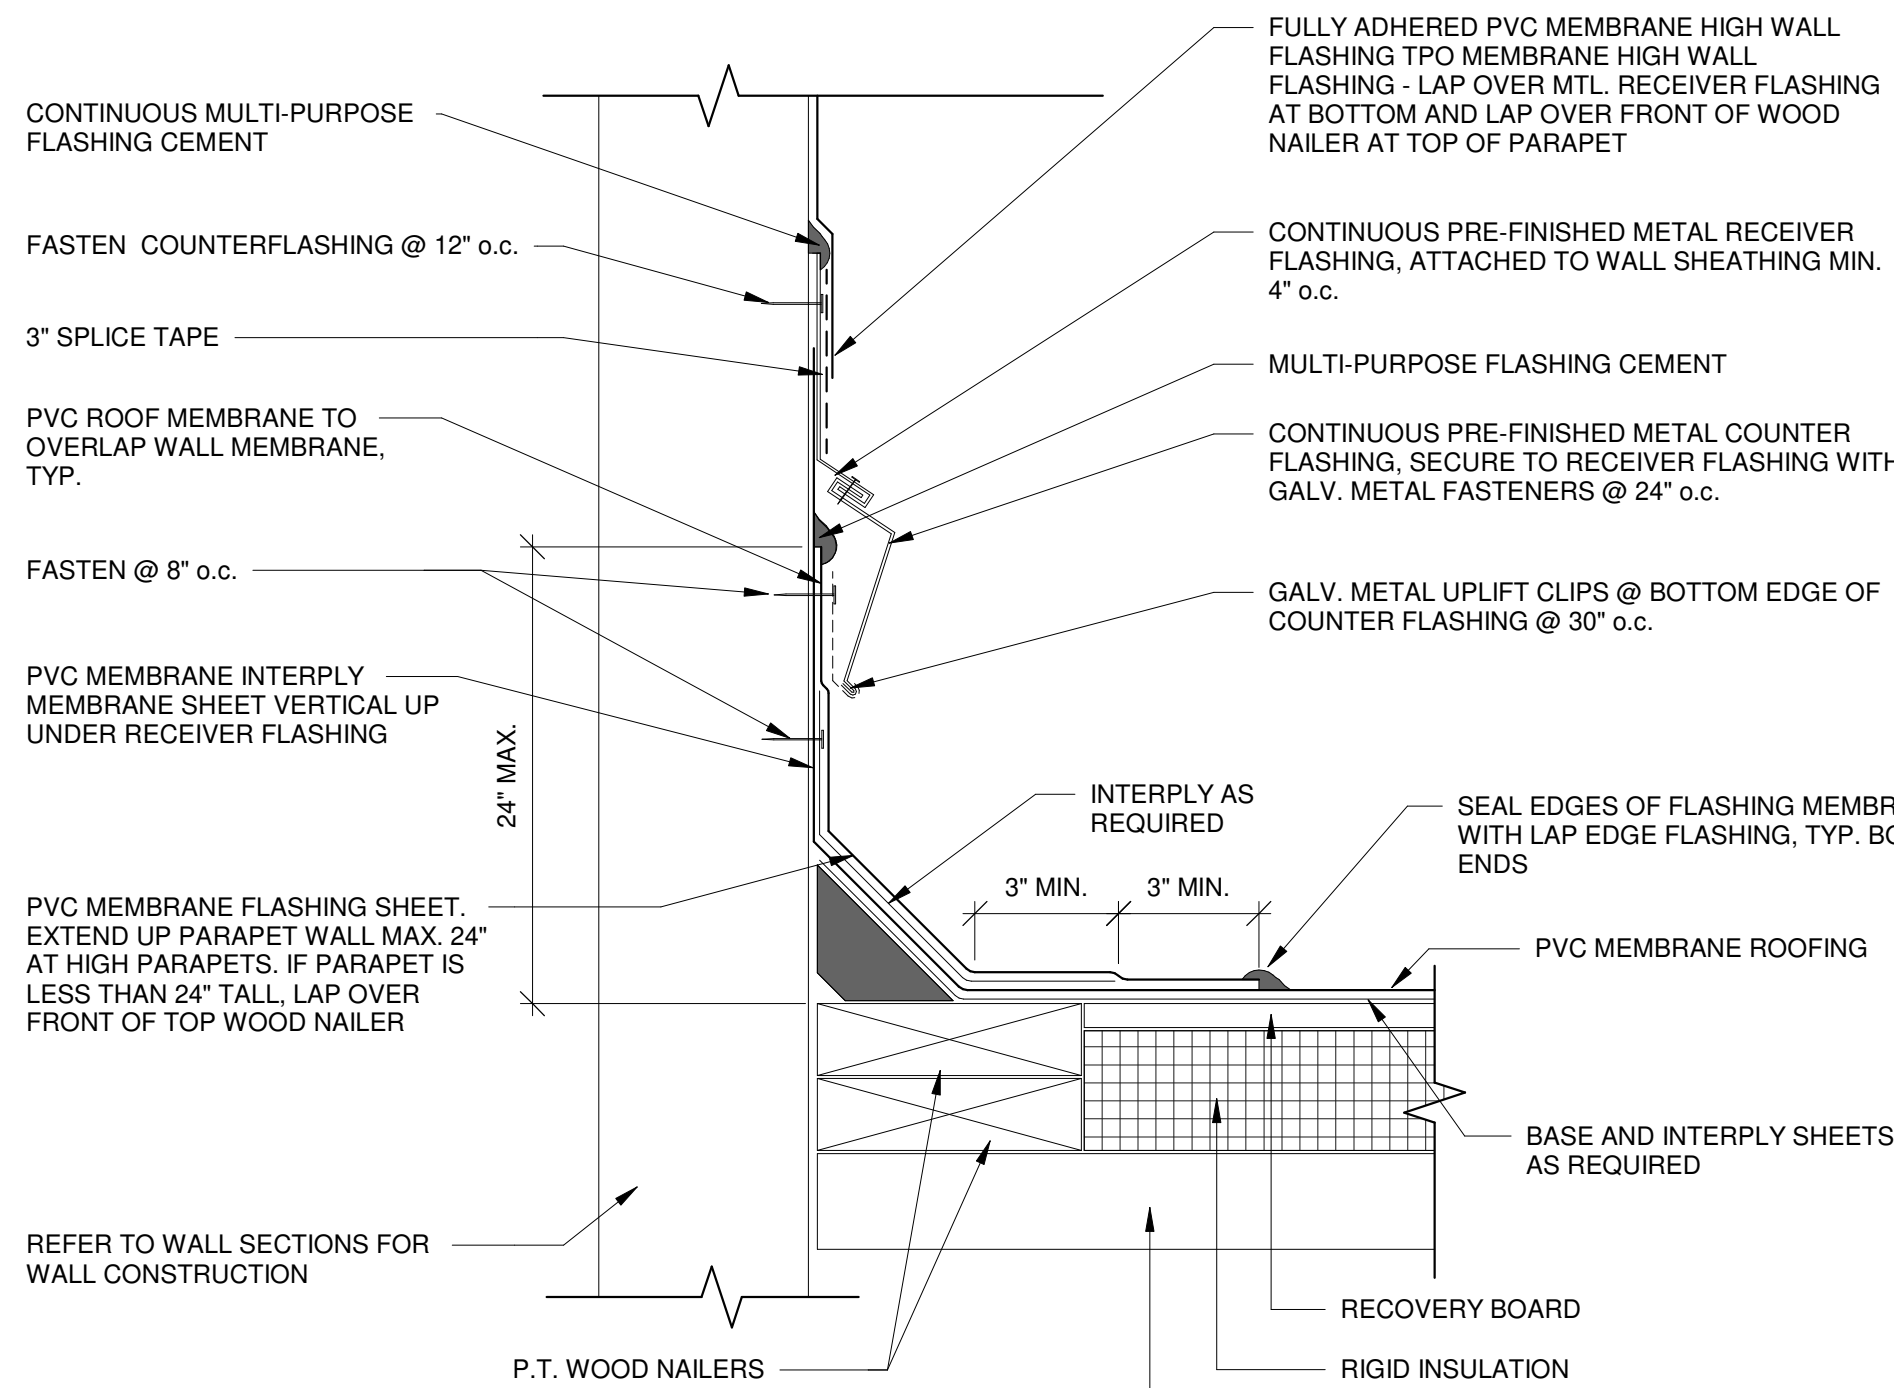 CONTINUOUS MULTI-PURPOSE
FLASHING CEMENT
FASTEN COUNTERFLASHING @ 12" o.c.
3" SPLICE TAPE
PVC ROOF MEMBRANE TO
OVERLAP WALL MEMBRANE,
TYP.
FASTEN @ 8" o.c.
PVC MEMBRANE INTERPLY
MEMBRANE SHEET VERTICAL UP
UNDER RECEIVER FLASHING
24" MAX.
PVC MEMBRANE FLASHING SHEET.
EXTEND UP PARAPET WALL MAX. 24"
AT HIGH PARAPETS. IF PARAPET IS
LESS THAN 24" TALL, LAP OVER
FRONT OF TOP WOOD NAILER
REFER TO WALL SECTIONS FOR
WALL CONSTRUCTION
P.T. WOOD NAILERS
FULLY ADHERED PVC MEMBRANE HIGH WALL
FLASHING TPO MEMBRANE HIGH WALL
FLASHING - LAP OVER MTL. RECEIVER FLASHING
AT BOTTOM AND LAP OVER FRONT OF WOOD
NAILER AT TOP OF PARAPET
CONTINUOUS PRE-FINISHED METAL RECEIVER
FLASHING, ATTACHED TO WALL SHEATHING MIN.
4" o.c.
MULTI-PURPOSE FLASHING CEMENT
CONTINUOUS PRE-FINISHED METAL COUNTER
FLASHING, SECURE TO RECEIVER FLASHING WITH
GALV. METAL FASTENERS @ 24" o.c.
GALV. METAL UPLIFT CLIPS @ BOTTOM EDGE OF
COUNTER FLASHING @ 30" o.c.
INTERPLY AS
REQUIRED
3" MIN.
3" MIN.
SEAL EDGES OF FLASHING
WITH LAP EDGE FLASHING, TYP.
ENDS
PVC MEMBRANE ROOFING
BASE AND INTERPLY SHEETS
AS REQUIRED
RECOVERY BOARD
RIGID INSULATION